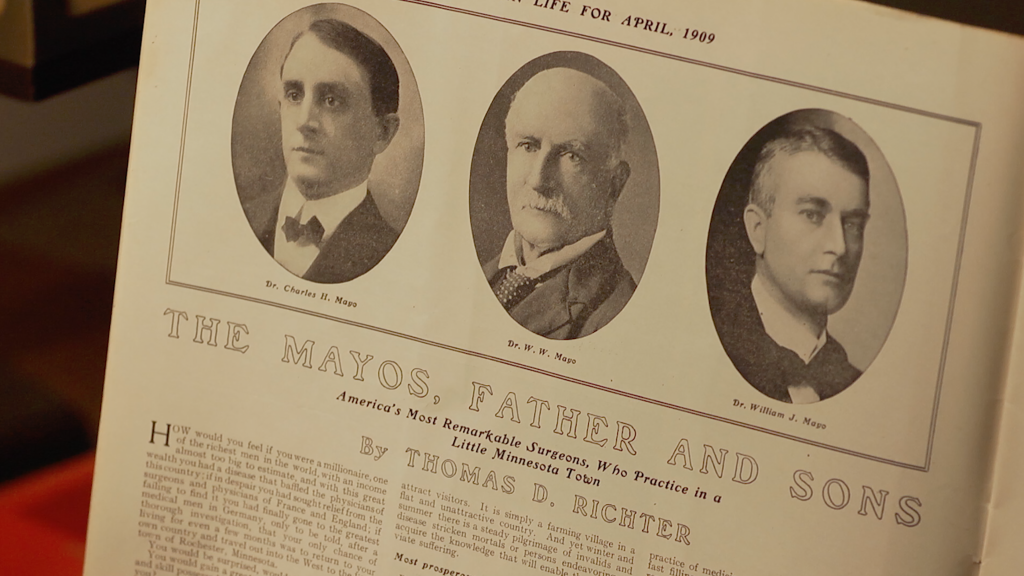 LIFE FOR APRIL, 1909
Dr. Charles H. Mayo
Dr. W. W. Mayo
Dr. William J. Mayo
THE MAYOS, FATHER AND SONS
America's Most Remarkable Surgeons, Who Practice in a
Little Minnesota Town
By THOMAS D. RICHTER
HOW would you feel if you were a millionaire, one
of the richest men in the world, with an income
almost too big to estimate, and with this great
wealth you had a disease that baffled the physicians of
this country; if in despair you had sought relief from the
surgeons and physicians of France and England; if
failing to find it you had finally gone to the greatest
medical men in Germany, only to be told, after a
thorough investigation, that your only chance of
living for even a few months was to return to your
own country and travel out into the West to the
town of Rochester, Minnesota.
You would be surprised,
You would gain a
and skill
attract visitors. It is simply a farming village in a
flat and unattractive country. And yet winter and
summer there is a steady pilgrimage of invalids and
disease stricken mortals or persons endeavoring
acquire the knowledge that will enable
viate suffering.
Most
practice of
fast